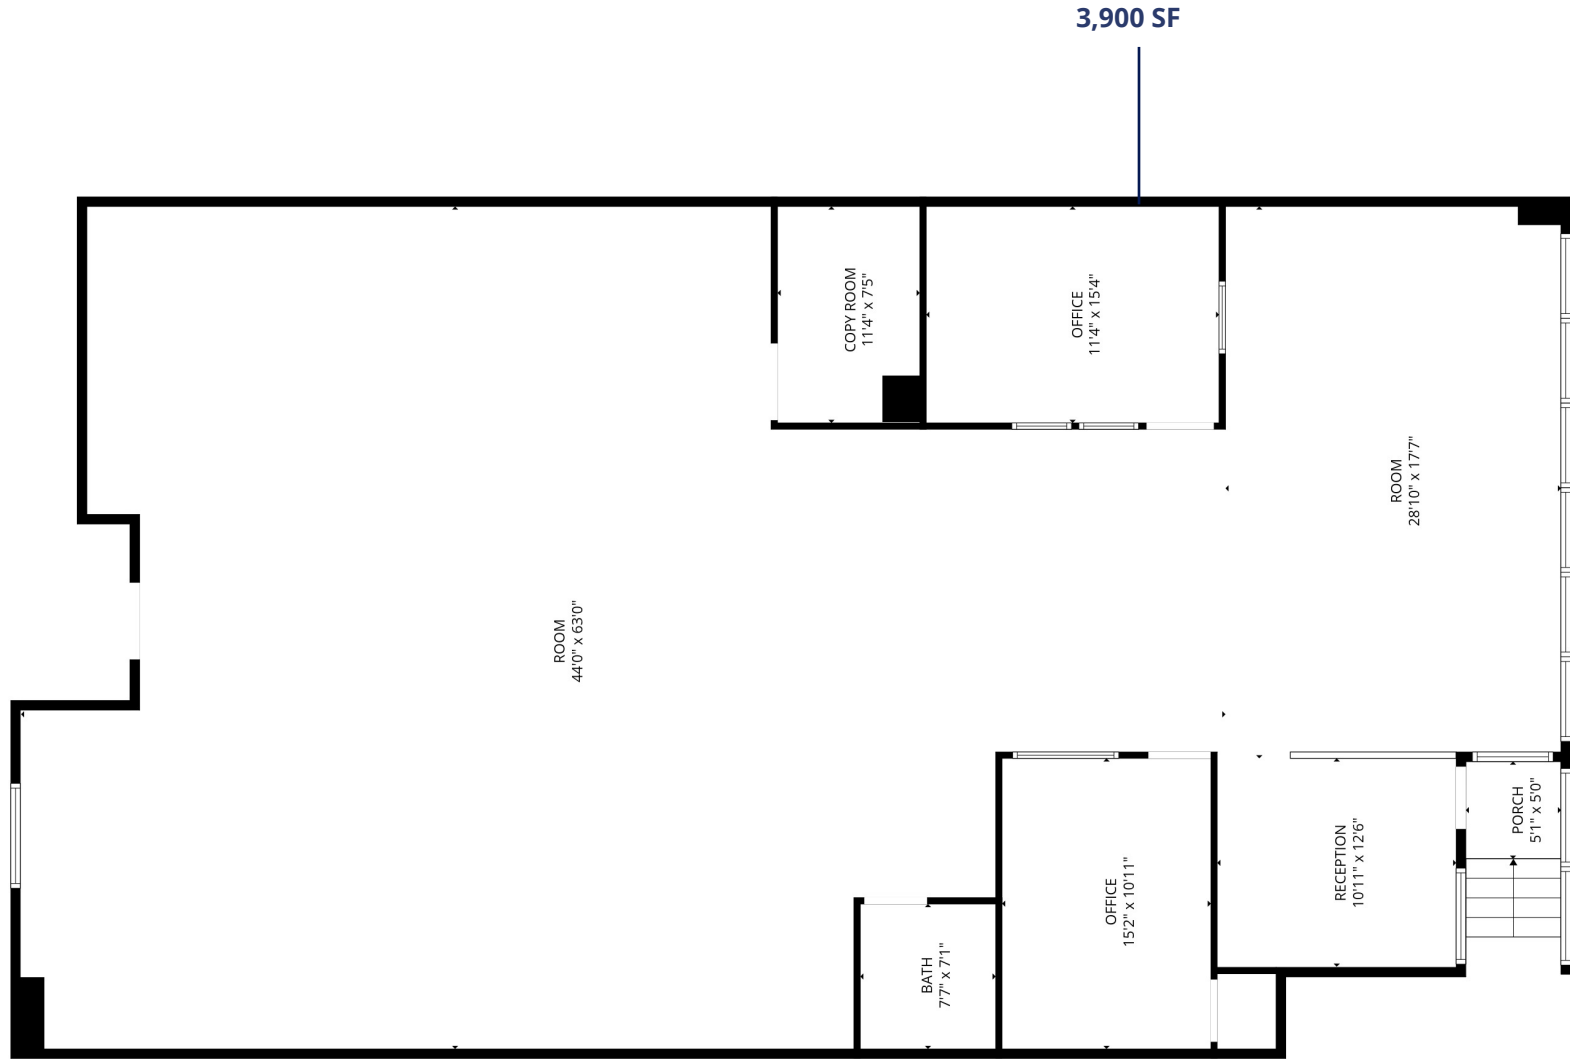 3,900 SF
COPY ROOM
11'4" x 7'5"
OFFICE
11'4" x 15'4"
ROOM
28'10" x 17'7"
ROOM
44'0" x 63'0"
PORCH
5'1" x 5'0"
RECEPTION
10'11" x 12'6"
OFFICE
15'2" x 10'11"
BATH
7'7" x 7'1"